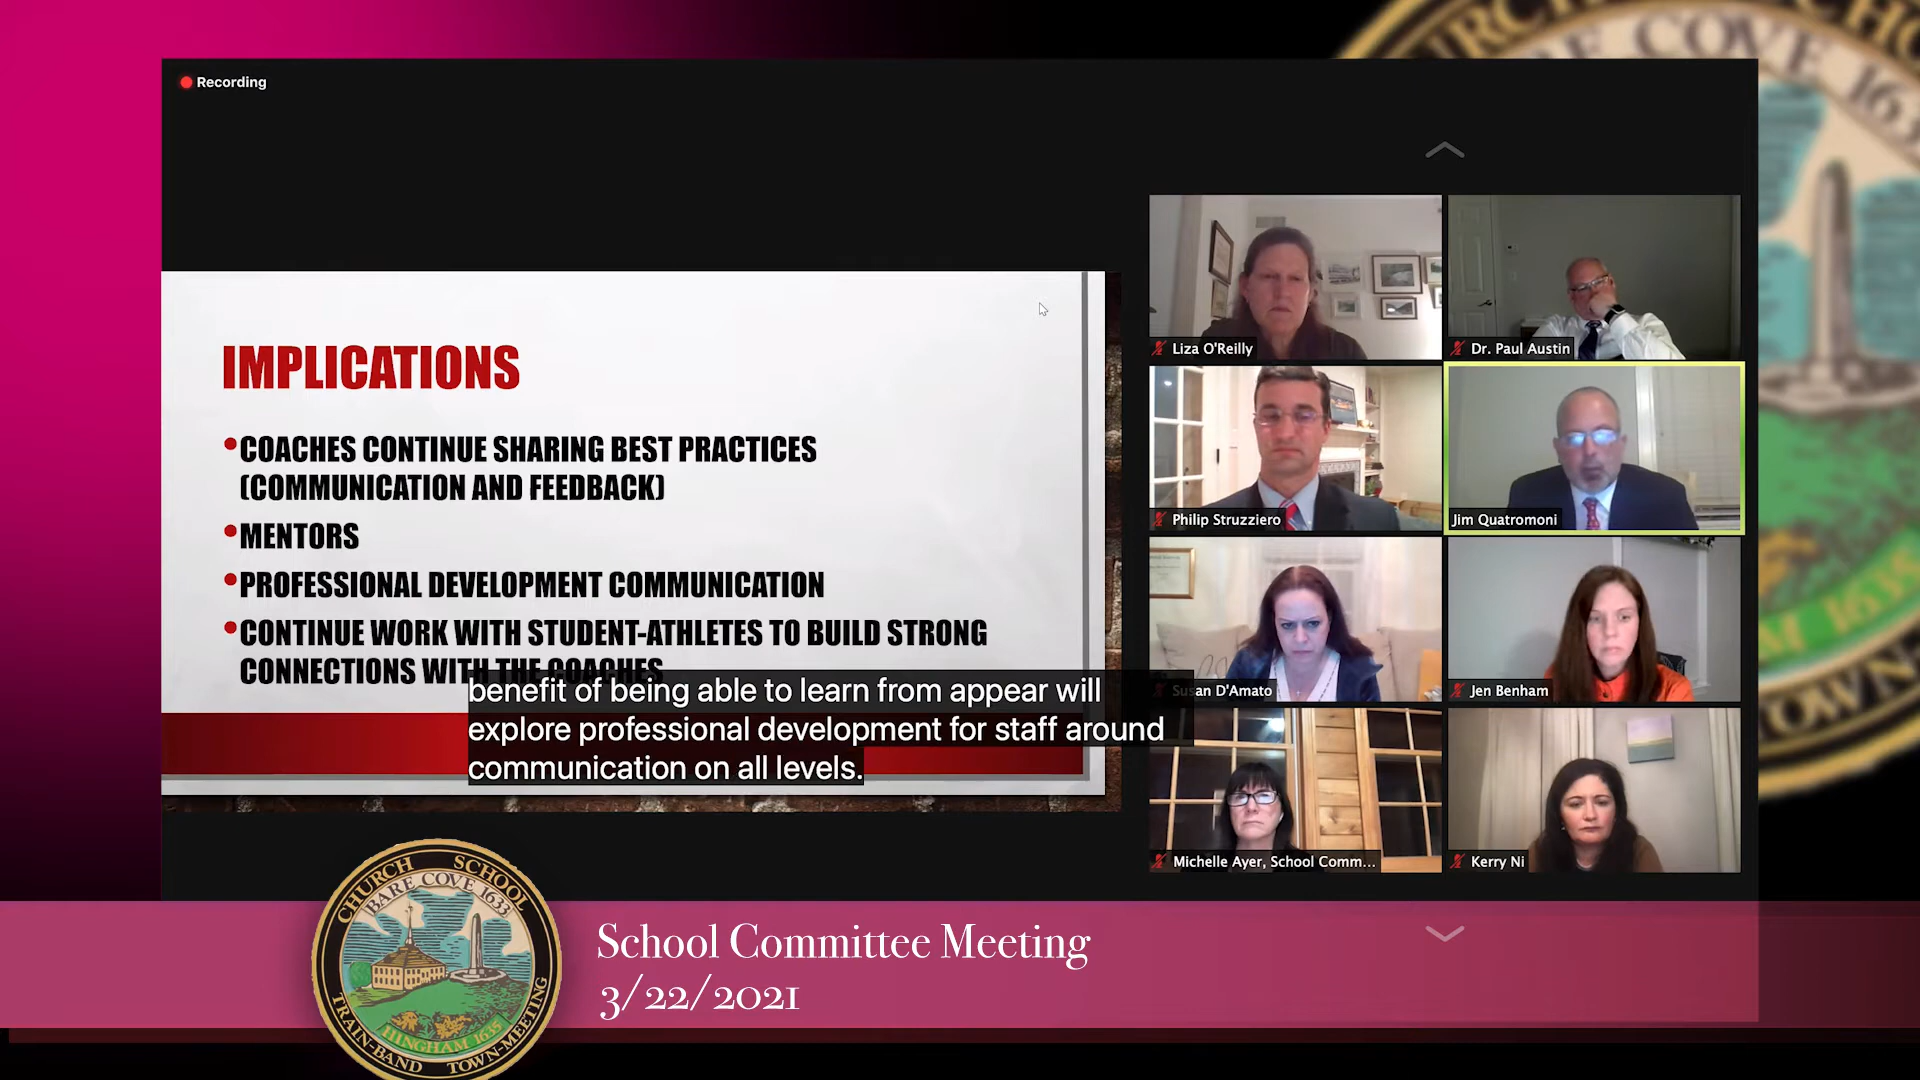 Recording
IMPLICATIONS
•COACHES CONTINUE SHARING BEST PRACTICES
(COMMUNICATION AND FEEDBACK)
•MENTORS
•PROFESSIONAL DEVELOPMENT COMMUNICATION
•CONTINUE WORK WITH STUDENT-ATHLETES TO BUILD STRONG
CONNECTIONS WITH THE COACHES
benefit of being able to learn from appear will
explore professional development for staff around
communication on all levels.
Liza O'Reilly
Dr. Paul Austin
Philip Struzziero
Jim Quatromoni
Susan D'Amato
Jen Benham
Michelle Ayer, School Comm...
Kerry Ni
CHURCH SCHOOL
BARE COVE 1633
HINGHAM 1635
TRAIN-BAND TOWN-MEETING
School Committee Meeting
3/22/2021